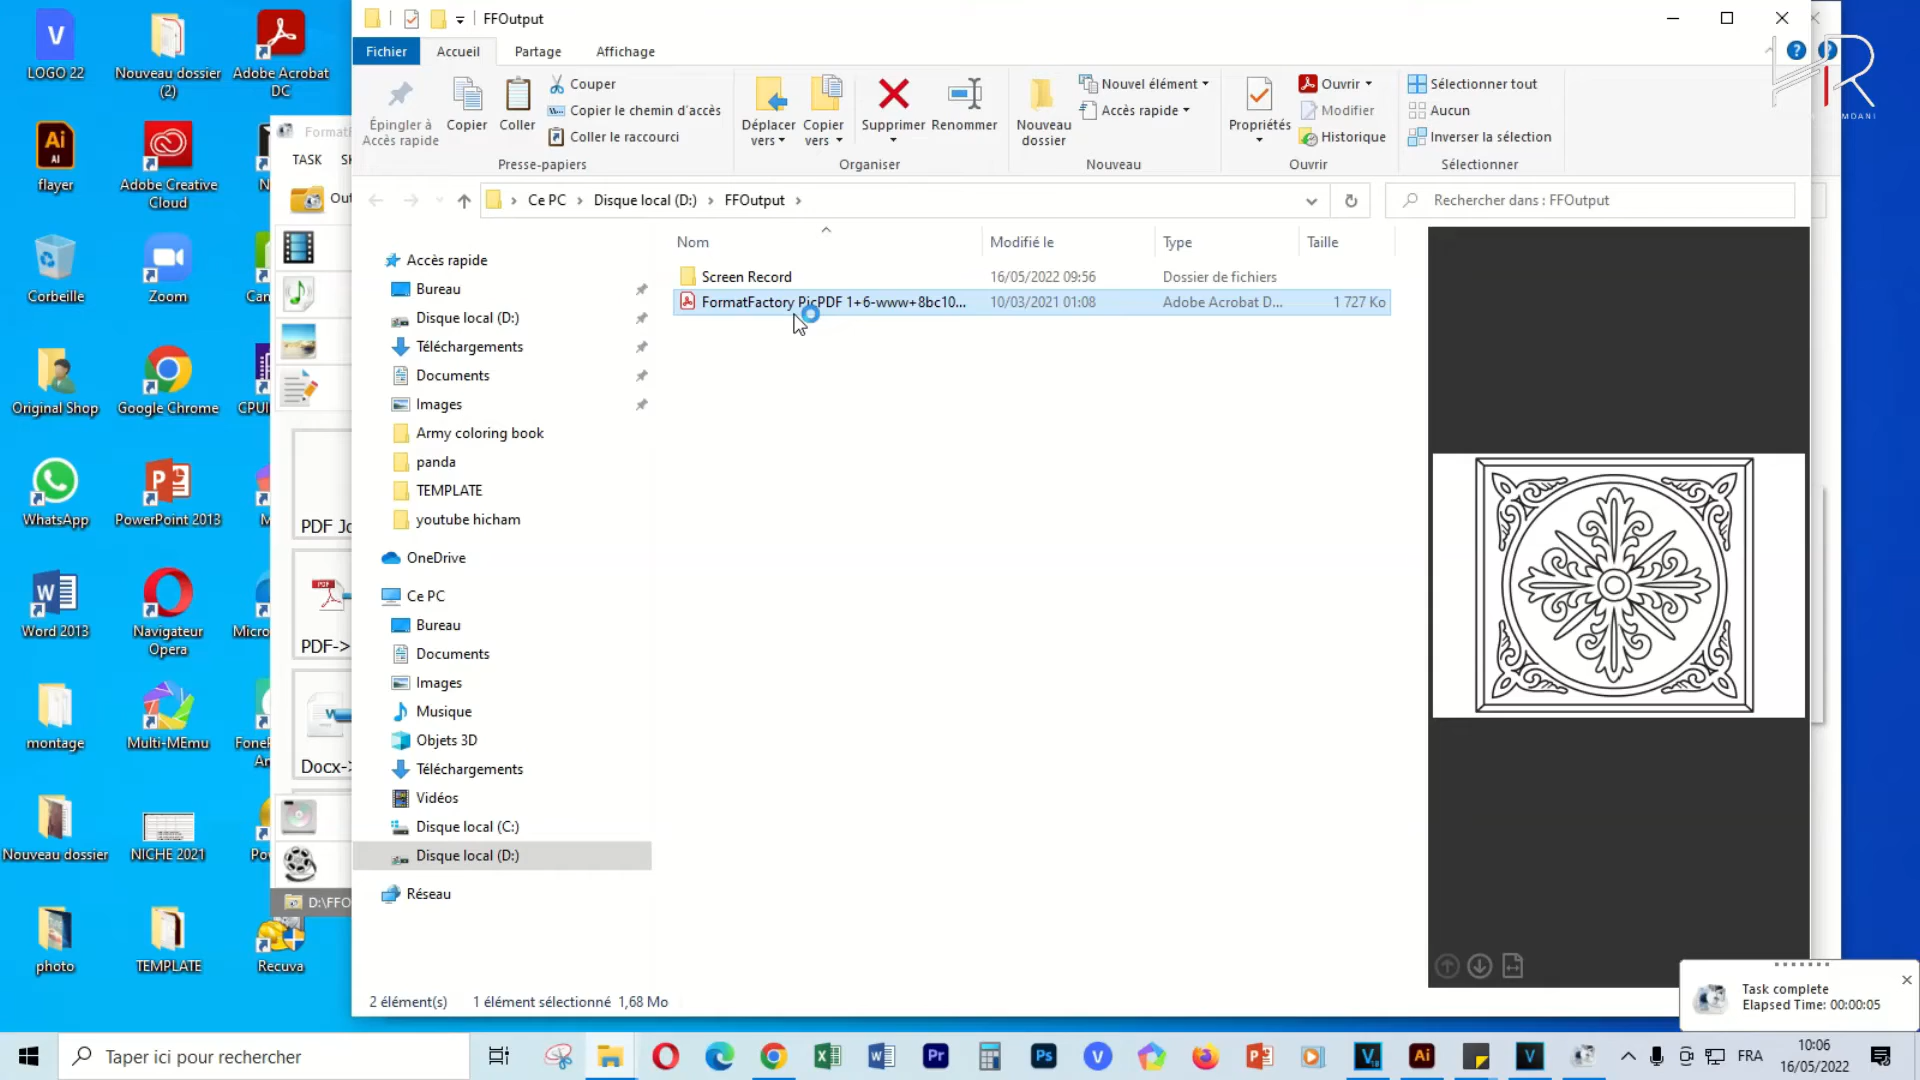 FFOutput
Fichier
Accueil
Partage
Affichage
Épingler à
Accès rapide
Copier
Coller
Couper
Copier le chemin d'accès
Coller le raccourci
Presse-papiers
Déplacer
vers
Copier
vers
Supprimer
Renommer
Organiser
Nouveau
dossier
Nouvel élément
Accès rapide
Nouveau
Propriétés
Ouvrir
Modifier
Historique
Ouvrir
Sélectionner tout
Aucun
Inverser la sélection
Sélectionner
HR
MDANI
Ce PC
Disque local (D:)
FFOutput
Rechercher dans : FFOutput
Nom
Modifié le
Type
Taille
Screen Record
16/05/2022 09:56
Dossier de fichiers
FormatFactory PicPDF 1+6-www+8bc10...
10/03/2021 01:08
Adobe Acrobat D...
1 727 Ko
Accès rapide
Bureau
Disque local (D:)
Téléchargements
Documents
Images
Army coloring book
panda
TEMPLATE
youtube hicham
OneDrive
Ce PC
Bureau
Documents
Images
Musique
Objets 3D
Téléchargements
Vidéos
Disque local (C:)
Disque local (D:)
Réseau
2 élément(s)
1 élément sélectionné 1,68 Mo
LOGO 22
Nouveau dossier
(2)
Adobe Acrobat
DC
Ai
AI
flayer
Adobe Creative
Cloud
Corbeille
Zoom
Original Shop
Google Chrome
WhatsApp
PowerPoint 2013
Word 2013
Navigateur
Opera
montage
Multi-MEmu
Nouveau dossier
NICHE 2021
photo
TEMPLATE
Recuva
TASK
PDF
PDF->
Docx->
D:\FFO
Task complete
Elapsed Time: 00:00:05
Taper ici pour rechercher
Pr
Ps
Ai
FRA
10:06
16/05/2022